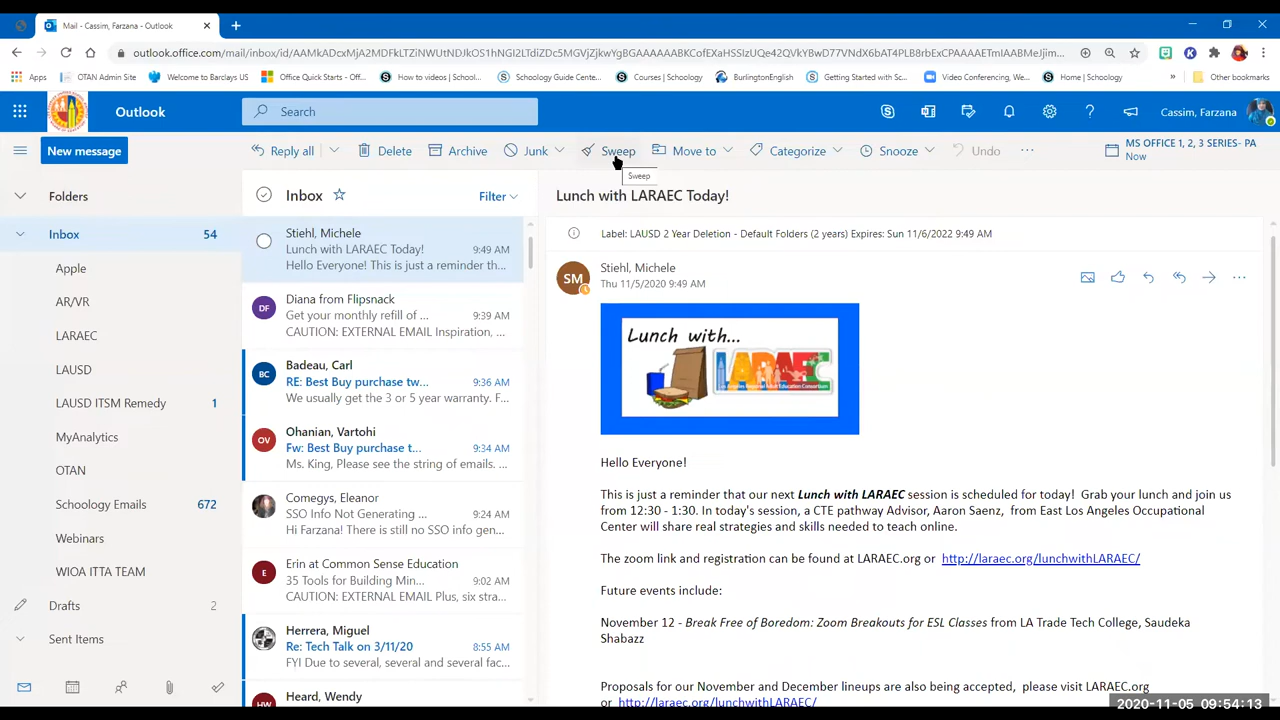 Mail - Cassim, Farzana - Outlook
outlook.office.com/mail/inbox/id/AAMkADcxMjA2MDFkLTZiNWUtNDJkOS1hNGI2LTdiZDc5MGVjZjkwYgBGAAAAAABKCofEXaHSSIzUQe42QVkYBwD77VNdX6bAT4PLB8rbExCPAAAAETmIAABMeJjim...
Apps
OTAN Admin Site
Welcome to Barclays US
Office Quick Starts - Off...
How to videos | School...
Schoology Guide Cente...
Courses | Schoology
BurlingtonEnglish
Getting Started with Sc...
Video Conferencing, We...
Home | Schoology
»
Other bookmarks
Outlook
Search
Cassim, Farzana
New message
Reply all
Delete
Archive
Junk
Sweep
Move to
Categorize
Snooze
Undo
MS OFFICE 1, 2, 3 SERIES- PA
Now
Sweep
Folders
Inbox 54
Apple
AR/VR
LARAEC
LAUSD
LAUSD ITSM Remedy 1
MyAnalytics
OTAN
Schoology Emails 672
Webinars
WIOA ITTA TEAM
Drafts 2
Sent Items
Inbox
Filter
Stiehl, Michele
Lunch with LARAEC Today! 9:49 AM
Hello Everyone! This is just a reminder th...
DF
Diana from Flipsnack
Get your monthly refill of ... 9:39 AM
CAUTION: EXTERNAL EMAIL Inspiration, ...
BC
Badeau, Carl
RE: Best Buy purchase tw... 9:36 AM
We usually get the 3 or 5 year warranty. F...
OV
Ohanian, Vartohi
Fw: Best Buy purchase t... 9:34 AM
Ms. King, Please see the string of emails. ...
Comegys, Eleanor
SSO Info Not Generating ... 9:24 AM
Hi Farzana! There is still no SSO info gen...
E
Erin at Common Sense Education
35 Tools for Building Min... 9:02 AM
CAUTION: EXTERNAL EMAIL Plus, six stra...
Herrera, Miguel
Re: Tech Talk on 3/11/20 8:55 AM
FYI Due to several, several and several fac...
HW
Heard, Wendy
Lunch with LARAEC Today!
Label: LAUSD 2 Year Deletion - Default Folders (2 years) Expires: Sun 11/6/2022 9:49 AM
SM
Stiehl, Michele
Thu 11/5/2020 9:49 AM
Lunch with...
LARAEC
Los Angeles Regional Adult Education Consortium
Hello Everyone!
This is just a reminder that our next Lunch with LARAEC session is scheduled for today! Grab your lunch and join us
from 12:30 - 1:30. In today's session, a CTE pathway Advisor, Aaron Saenz, from East Los Angeles Occupational
Center will share real strategies and skills needed to teach online.
The zoom link and registration can be found at LARAEC.org or http://laraec.org/lunchwithLARAEC/
Future events include:
November 12 - Break Free of Boredom: Zoom Breakouts for ESL Classes from LA Trade Tech College, Saudeka
Shabazz
Proposals for our November and December lineups are also being accepted, please visit LARAEC.org
or http://laraec.org/lunchwithLARAEC/
2020-11-05 09:54:13